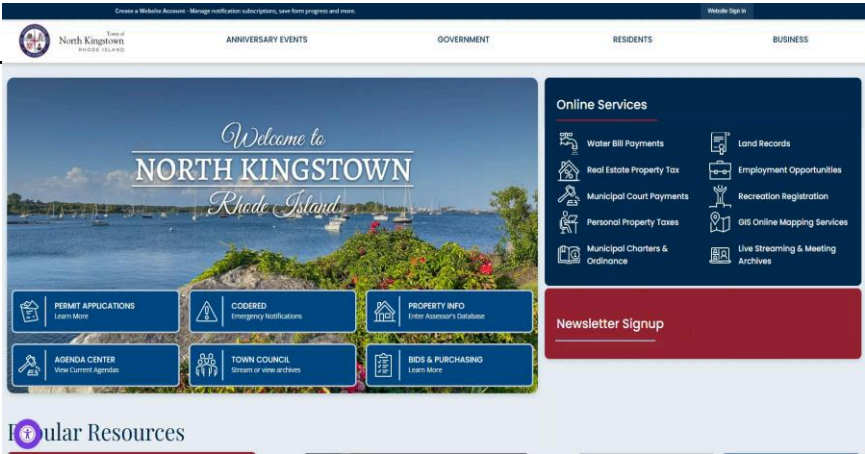 Create a Website Account - Manage notification subscriptions, save form progress and more.
Website Sign In
Town of
North Kingstown
RHODE ISLAND
ANNIVERSARY EVENTS
GOVERNMENT
RESIDENTS
BUSINESS
Welcome to
NORTH KINGSTOWN
Rhode Island
PERMIT APPLICATIONS
Learn More
CODERED
Emergency Notifications
PROPERTY INFO
Enter Assessor's Database
AGENDA CENTER
View Current Agendas
TOWN COUNCIL
Stream or view archives
BIDS & PURCHASING
Learn More
Online Services
Water Bill Payments
Land Records
Real Estate Property Tax
Employment Opportunities
Municipal Court Payments
Recreation Registration
Personal Property Taxes
GIS Online Mapping Services
Municipal Charters &
Ordinance
Live Streaming & Meeting
Archives
Newsletter Signup
Resources